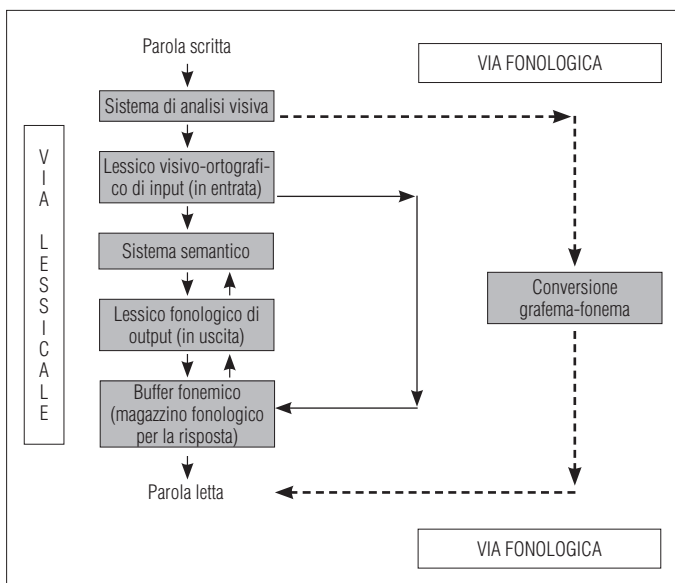 Parola scritta
VIA FONOLOGICA
Sistema di analisi visiva
VIA LESSICALE
Lessico visivo-ortografi-
co di input (in entrata)
Sistema semantico
Conversione
grafema-fonema
Lessico fonologico di
output (in uscita)
Buffer fonemico
(magazzino fonologico
per la risposta)
Parola letta
VIA FONOLOGICA